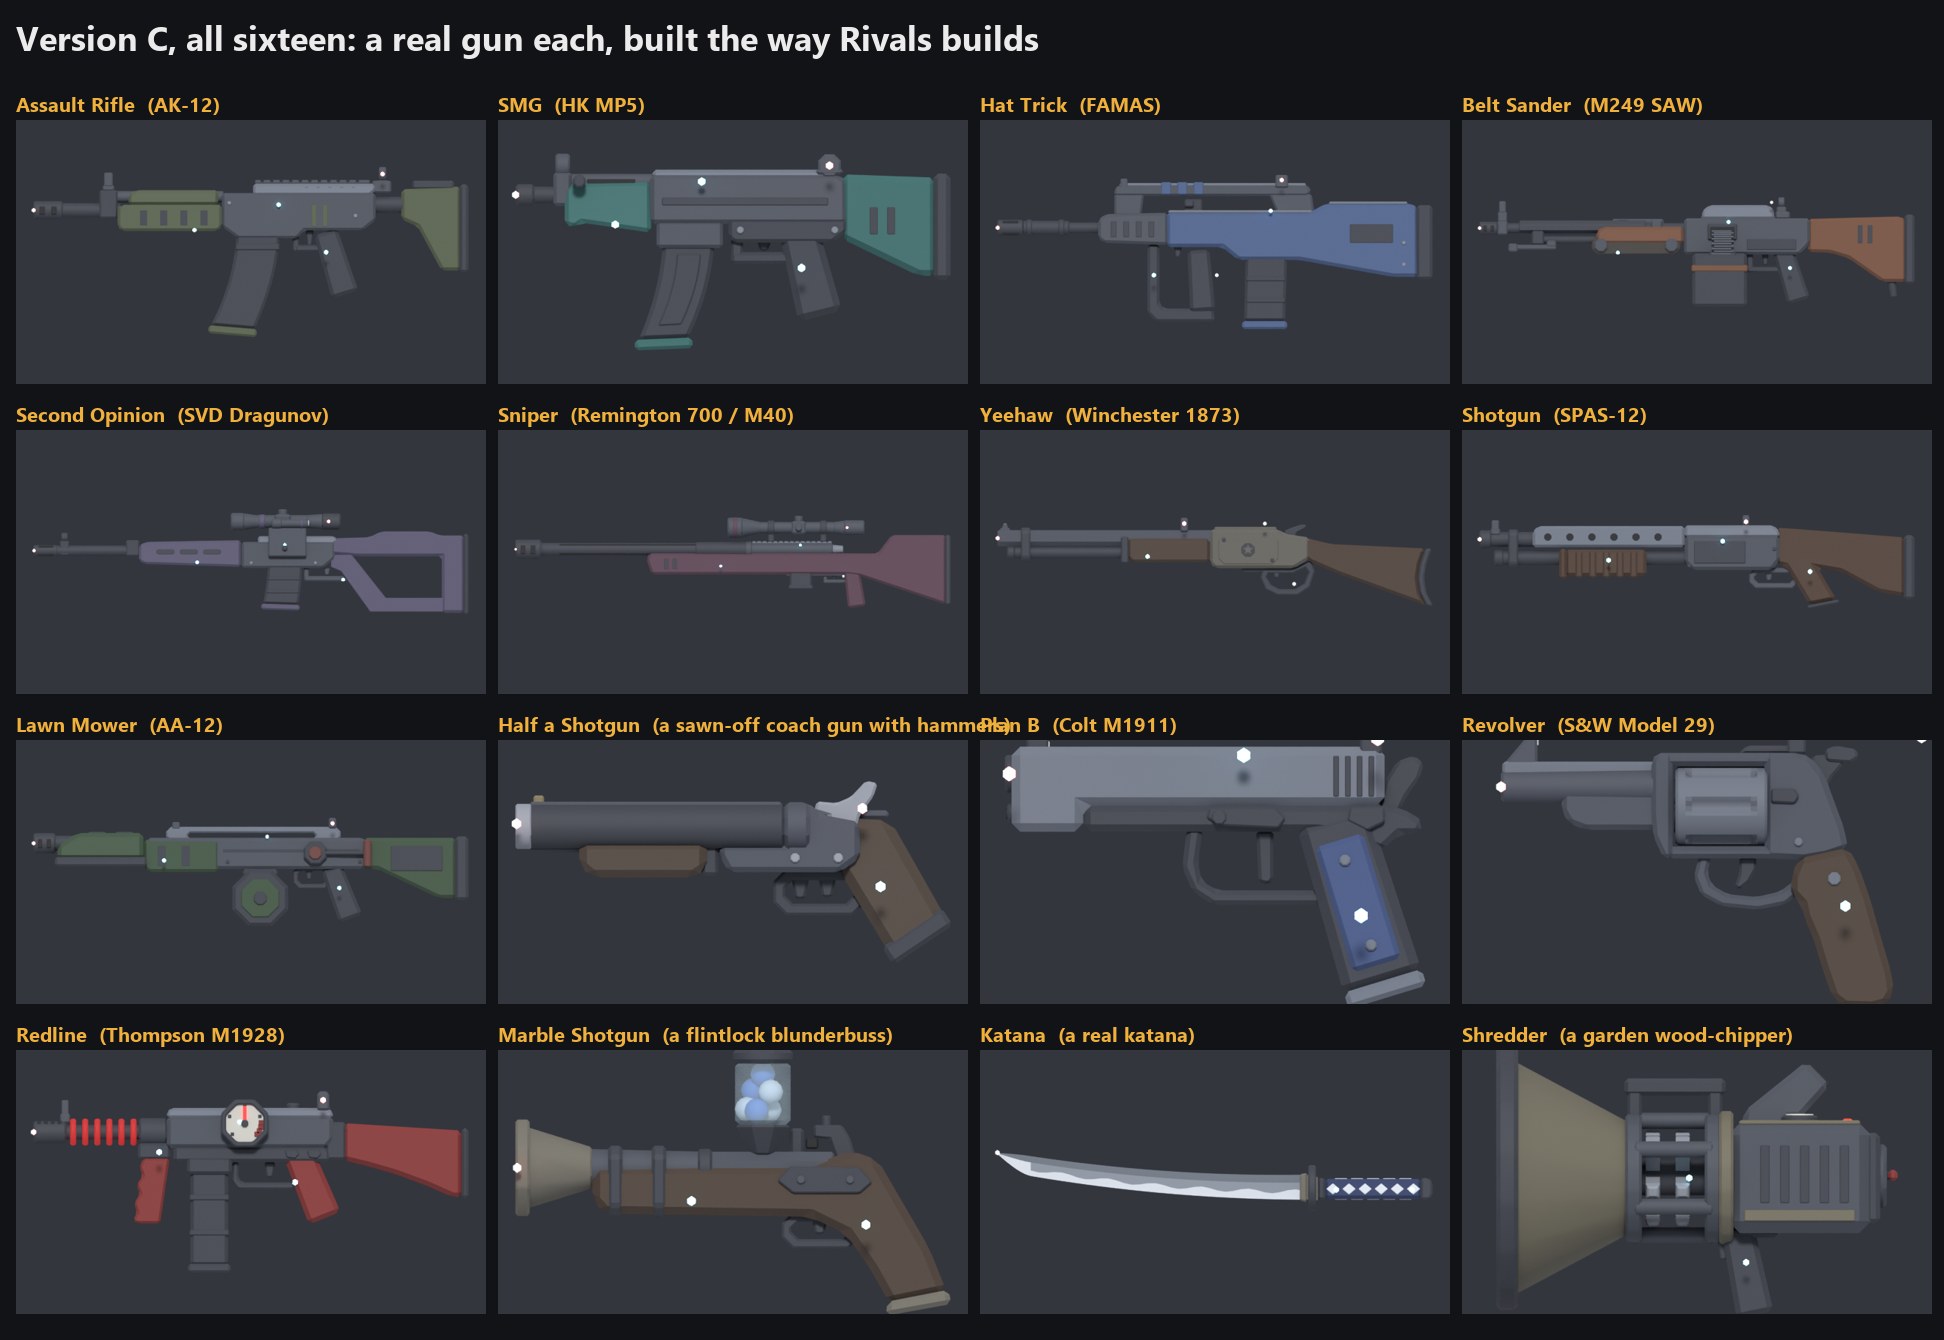 Version C, all sixteen: a real gun each, built the way Rivals builds
Assault Rifle (AK-12)
SMG (HK MP5)
Hat Trick (FAMAS)
Belt Sander (M249 SAW)
Second Opinion (SVD Dragunov)
Sniper (Remington 700 / M40)
Yeehaw (Winchester 1873)
Shotgun (SPAS-12)
Lawn Mower (AA-12)
Half a Shotgun (a sawn-off coach gun with hammers)
Plan B (Colt M1911)
Revolver (S&W Model 29)
Redline (Thompson M1928)
Marble Shotgun (a flintlock blunderbuss)
Katana (a real katana)
Shredder (a garden wood-chipper)